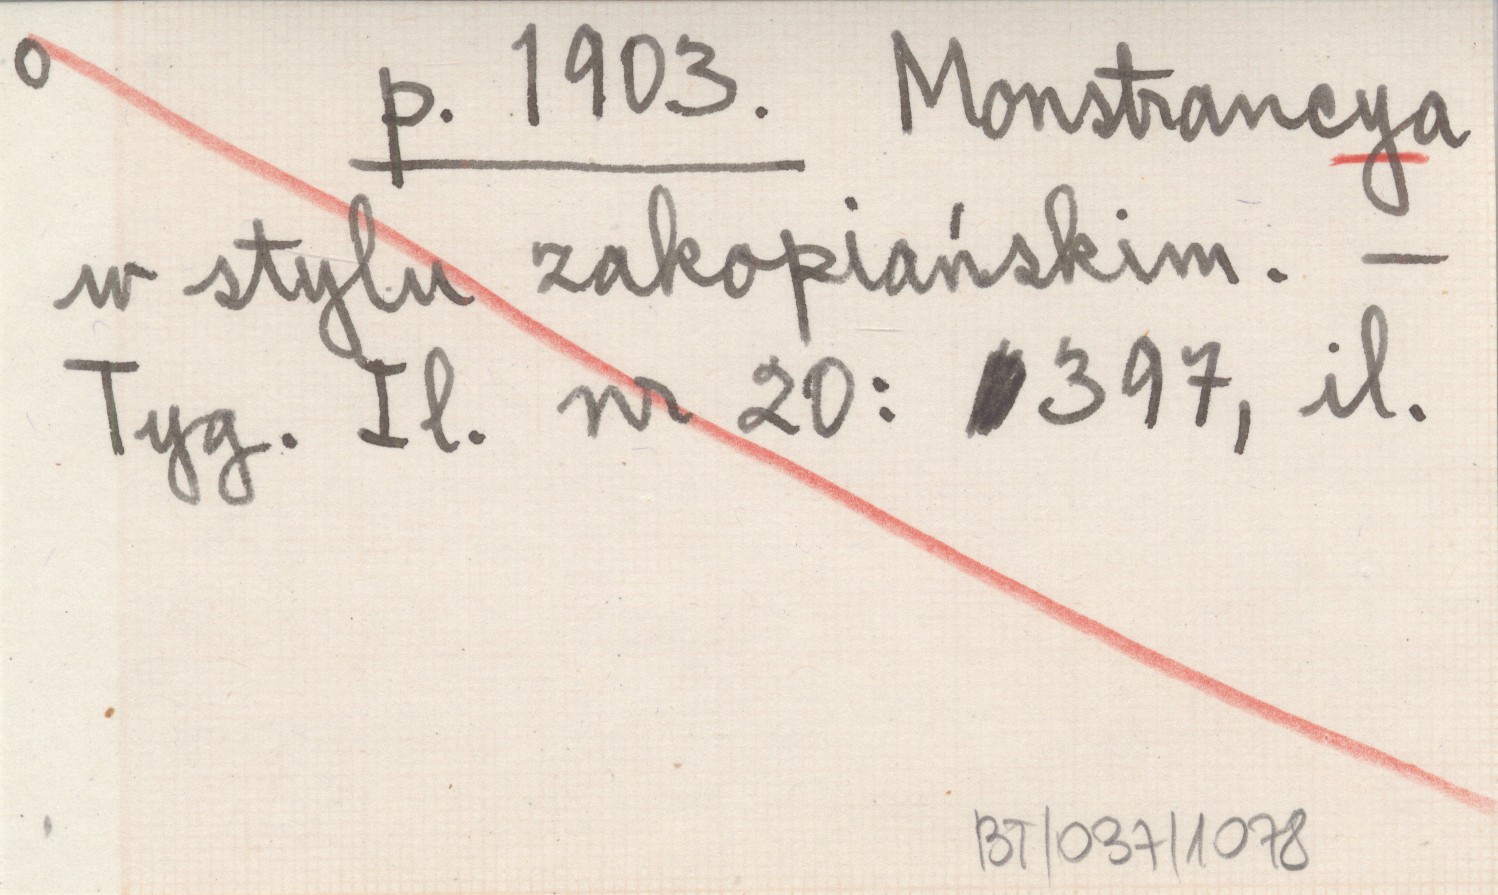 o p. 1903. Monstrancya
w stylu zakopiańskim. —
Tyg. Il. nr 20: 397, il.
BT/037/1078